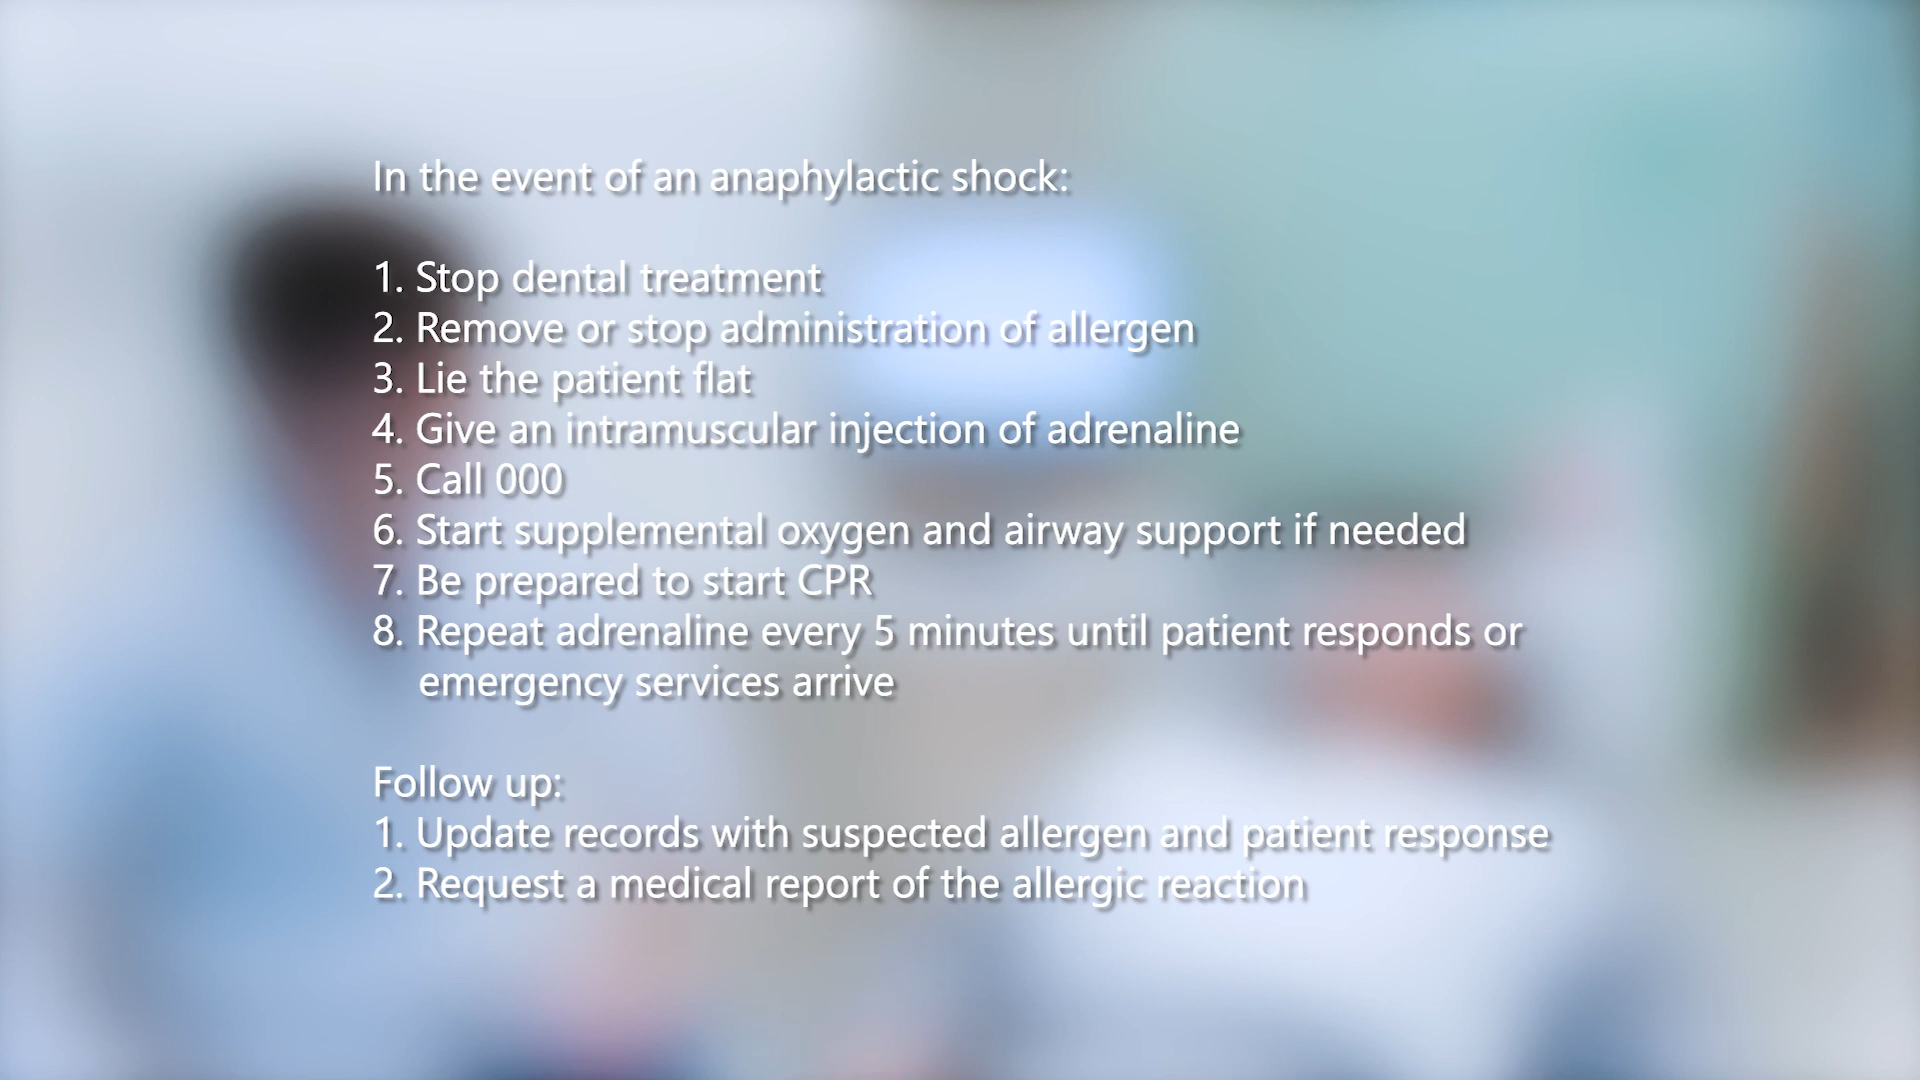 In the event of an anaphylactic shock:
1. Stop dental treatment
2. Remove or stop administration of allergen
3. Lie the patient flat
4. Give an intramuscular injection of adrenaline
5. Call 000
6. Start supplemental oxygen and airway support if needed
7. Be prepared to start CPR
8. Repeat adrenaline every 5 minutes until patient responds or
emergency services arrive
Follow up:
1. Update records with suspected allergen and patient response
2. Request a medical report of the allergic reaction